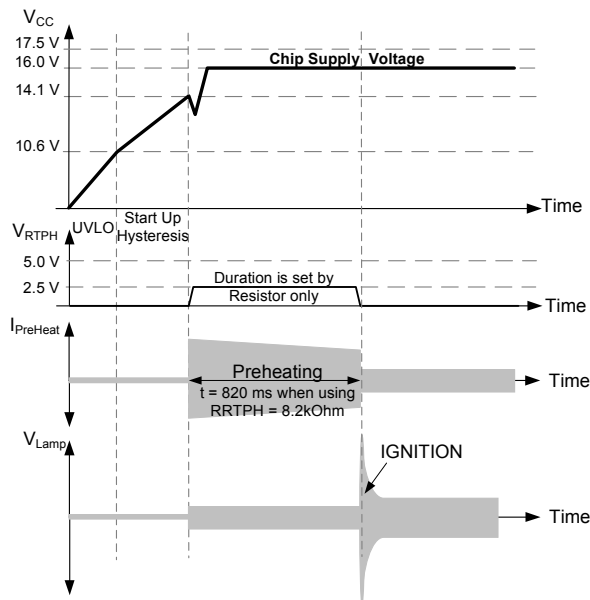 VCC
17.5 V
16.0 V
Chip Supply Voltage
14.1 V
10.6 V
Time
UVLO
Start Up
Hysteresis
VRTPH
5.0 V
2.5 V
Duration is set by
Resistor only
Time
IPreHeat
Preheating
t = 820 ms when using
RRTPH = 8.2kOhm
Time
VLamp
IGNITION
Time